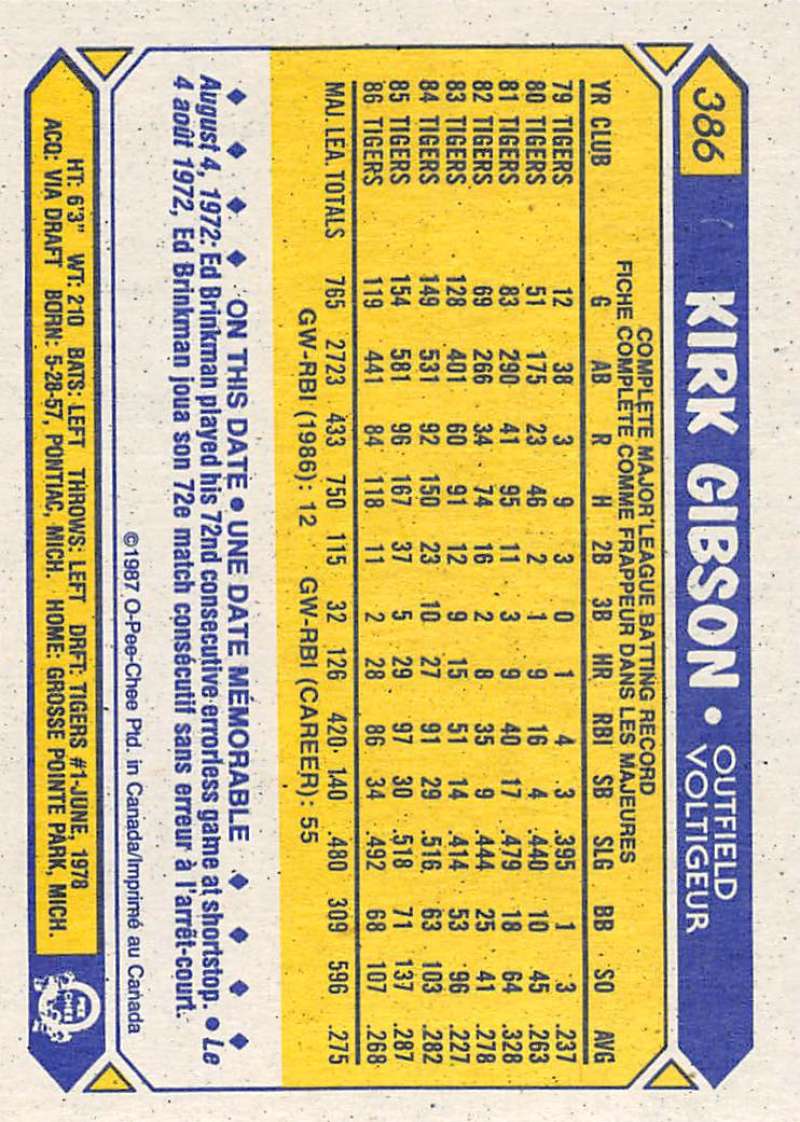 386 KIRK GIBSON • OUTFIELD VOLTIGEUR
COMPLETE MAJOR LEAGUE BATTING RECORD
FICHE COMPLÈTE COMME FRAPPEUR DANS LES MAJEURES
YR CLUB G AB R H 2B 3B HR RBI SB SLG BB SO AVG
79 TIGERS 12 38 3 9 3 0 1 4 3 .395 1 3 .237
80 TIGERS 51 175 23 46 2 1 9 16 4 .440 10 45 .263
81 TIGERS 83 290 41 95 11 3 9 40 17 .479 18 64 .328
82 TIGERS 69 266 34 74 16 2 8 35 9 .444 25 41 .278
83 TIGERS 128 401 60 91 12 9 15 51 14 .414 53 96 .227
84 TIGERS 149 531 92 150 23 10 27 91 29 .516 63 103 .282
85 TIGERS 154 581 96 167 37 5 29 97 30 .518 71 137 .287
86 TIGERS 119 441 84 118 11 2 28 86 34 .492 68 107 .268
MAJ. LEA. TOTALS 765 2723 433 750 115 32 126 420 140 .480 309 596 .275
GW-RBI (1986): 12 GW-RBI (CAREER): 55
ON THIS DATE • UNE DATE MÉMORABLE
August 4, 1972: Ed Brinkman played his 72nd consecutive errorless game at shortstop. • Le
4 août 1972, Ed Brinkman joua son 72e match consécutif sans erreur à l'arrêt-court.
©1987 O-Pee-Chee Ptd. in Canada/Imprimé au Canada
HT: 6'3" WT: 210 BATS: LEFT THROWS: LEFT DRFT: TIGERS #1-JUNE, 1978
ACQ: VIA DRAFT BORN: 5-28-57, PONTIAC, MICH. HOME: GROSSE POINTE PARK, MICH.
O PEE CHEE